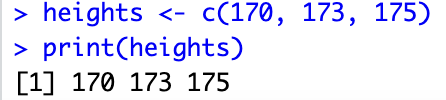 > heights <- c(170, 173, 175)
> print(heights)
[1] 170 173 175